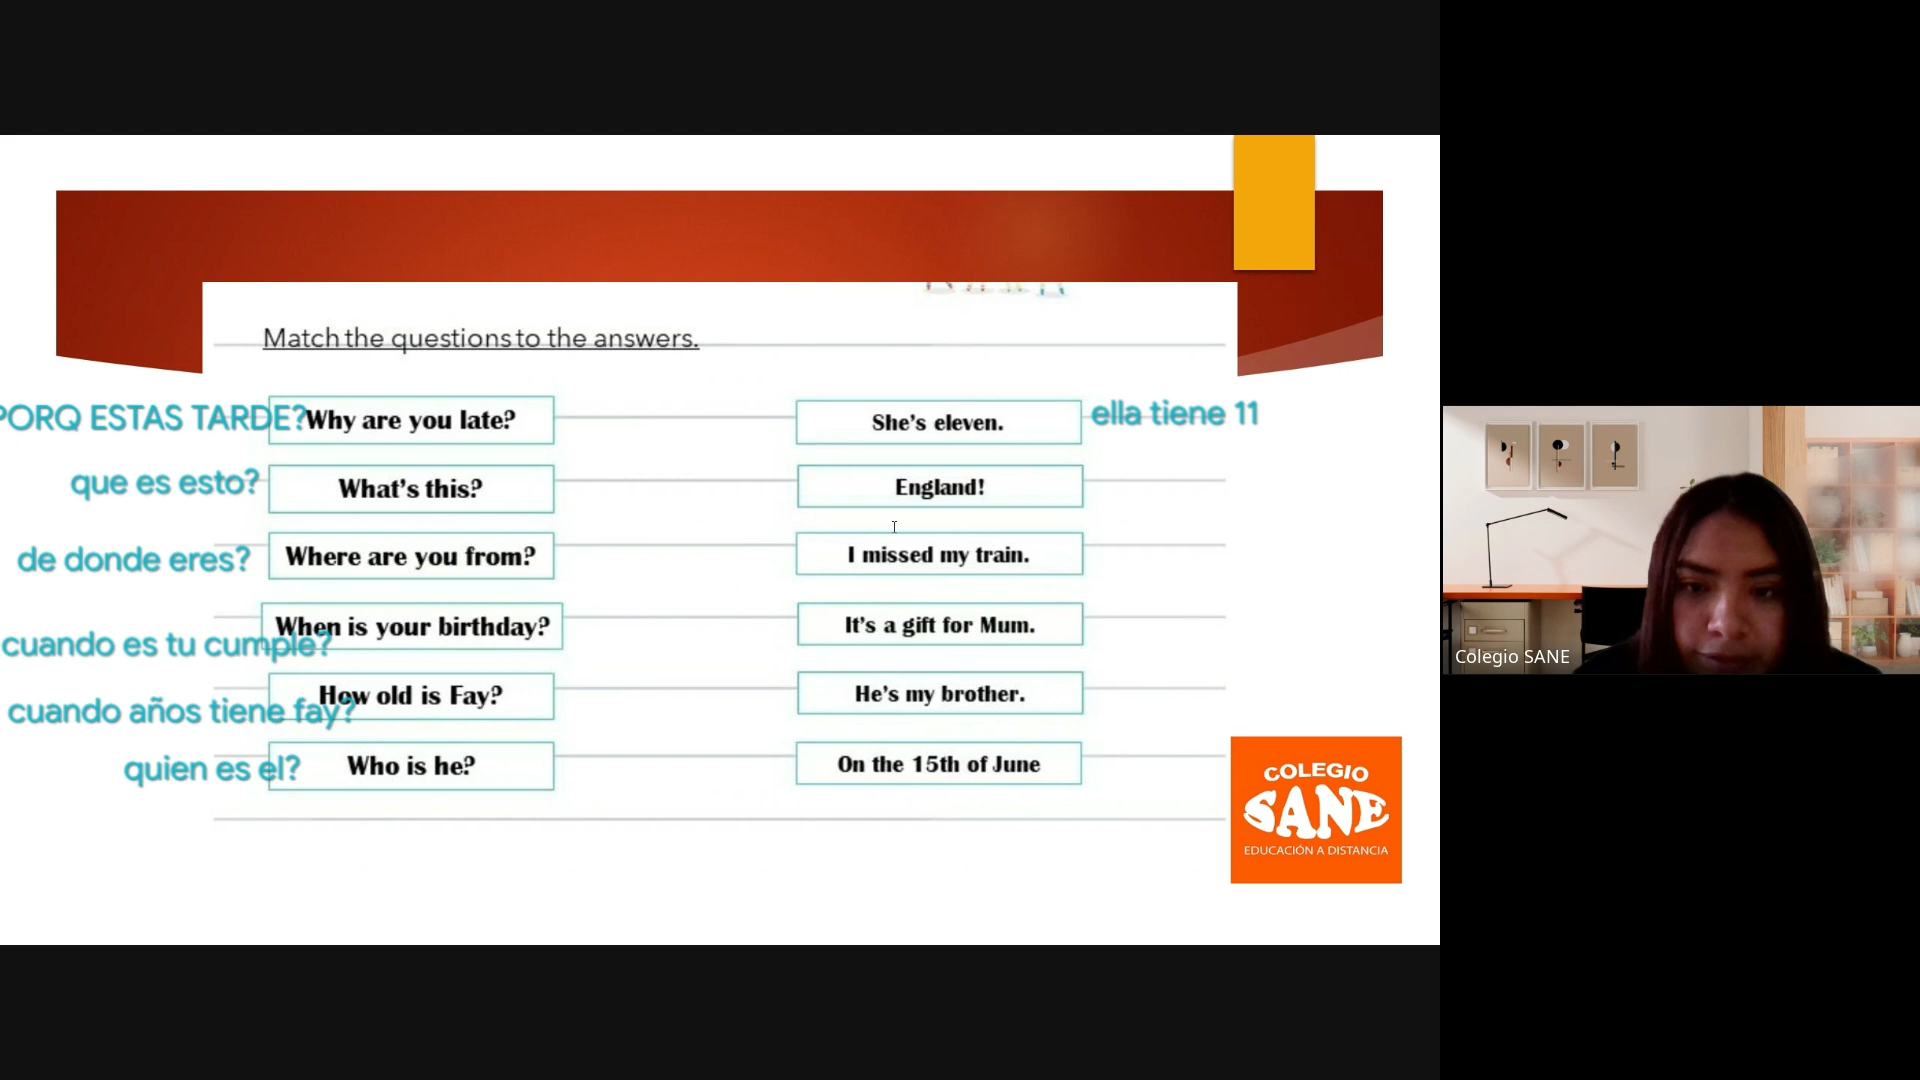 Match the questions to the answers.
PORQ ESTAS TARDE?
Why are you late?
She's eleven.
ella tiene 11
que es esto?
What's this?
England!
de donde eres?
Where are you from?
I missed my train.
cuando es tu cumple?
When is your birthday?
It's a gift for Mum.
cuando años tiene fay?
How old is Fay?
He's my brother.
quien es el?
Who is he?
On the 15th of June
COLEGIO
SANE
EDUCACIÓN A DISTANCIA
Colegio SANE